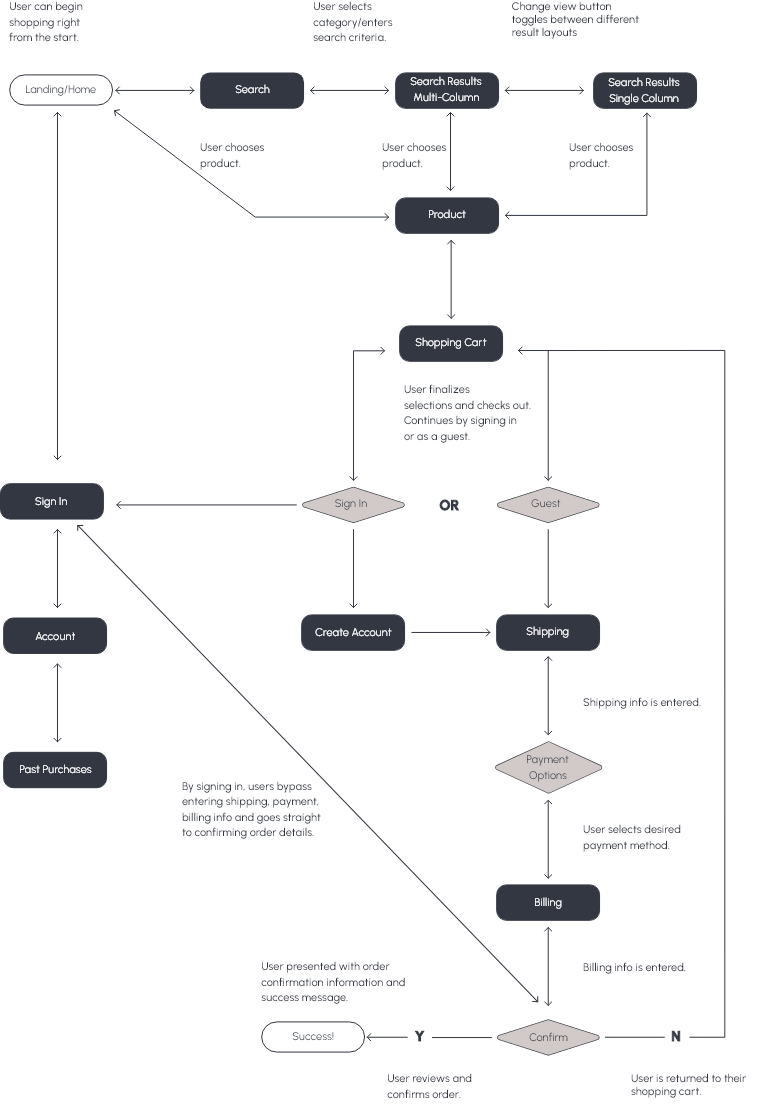 User can begin
shopping right
from the start.
User selects
category/enters
search criteria.
Change view button
toggles between different
result layouts
Landing/Home
Search
Search Results
Multi-Column
Search Results
Single Column
User chooses
product.
User chooses
product.
User chooses
product.
Product
Shopping Cart
User finalizes
selections and checks out.
Continues by signing in
or as a guest.
Sign In
Sign In
OR
Guest
Account
Create Account
Shipping
Shipping info is entered.
Past Purchases
Payment
Options
By signing in, users bypass
entering shipping, payment,
billing info and goes straight
to confirming order details.
User selects desired
payment method.
Billing
Billing info is entered.
User presented with order
confirmation information and
success message.
Success!
Y
Confirm
N
User reviews and
confirms order.
User is returned to their
shopping cart.